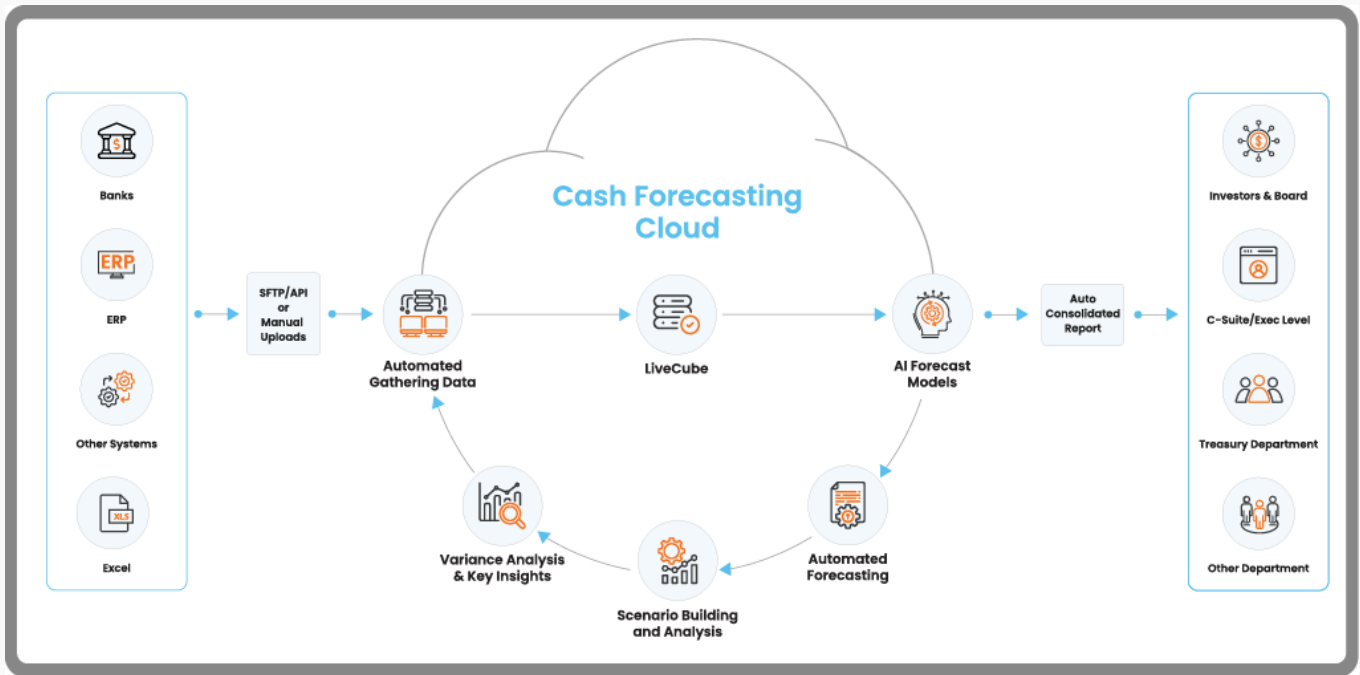 Cash Forecasting
Cloud
Banks
ERP
ERP
Other Systems
XLS
Excel
SFTP/API
or
Manual
Uploads
Automated
Gathering Data
LiveCube
AI Forecast
Models
Automated
Forecasting
Scenario Building
and Analysis
Variance Analysis
& Key Insights
Auto
Consolidated
Report
$
Investors & Board
C-Suite/Exec Level
Treasury Department
Other Department